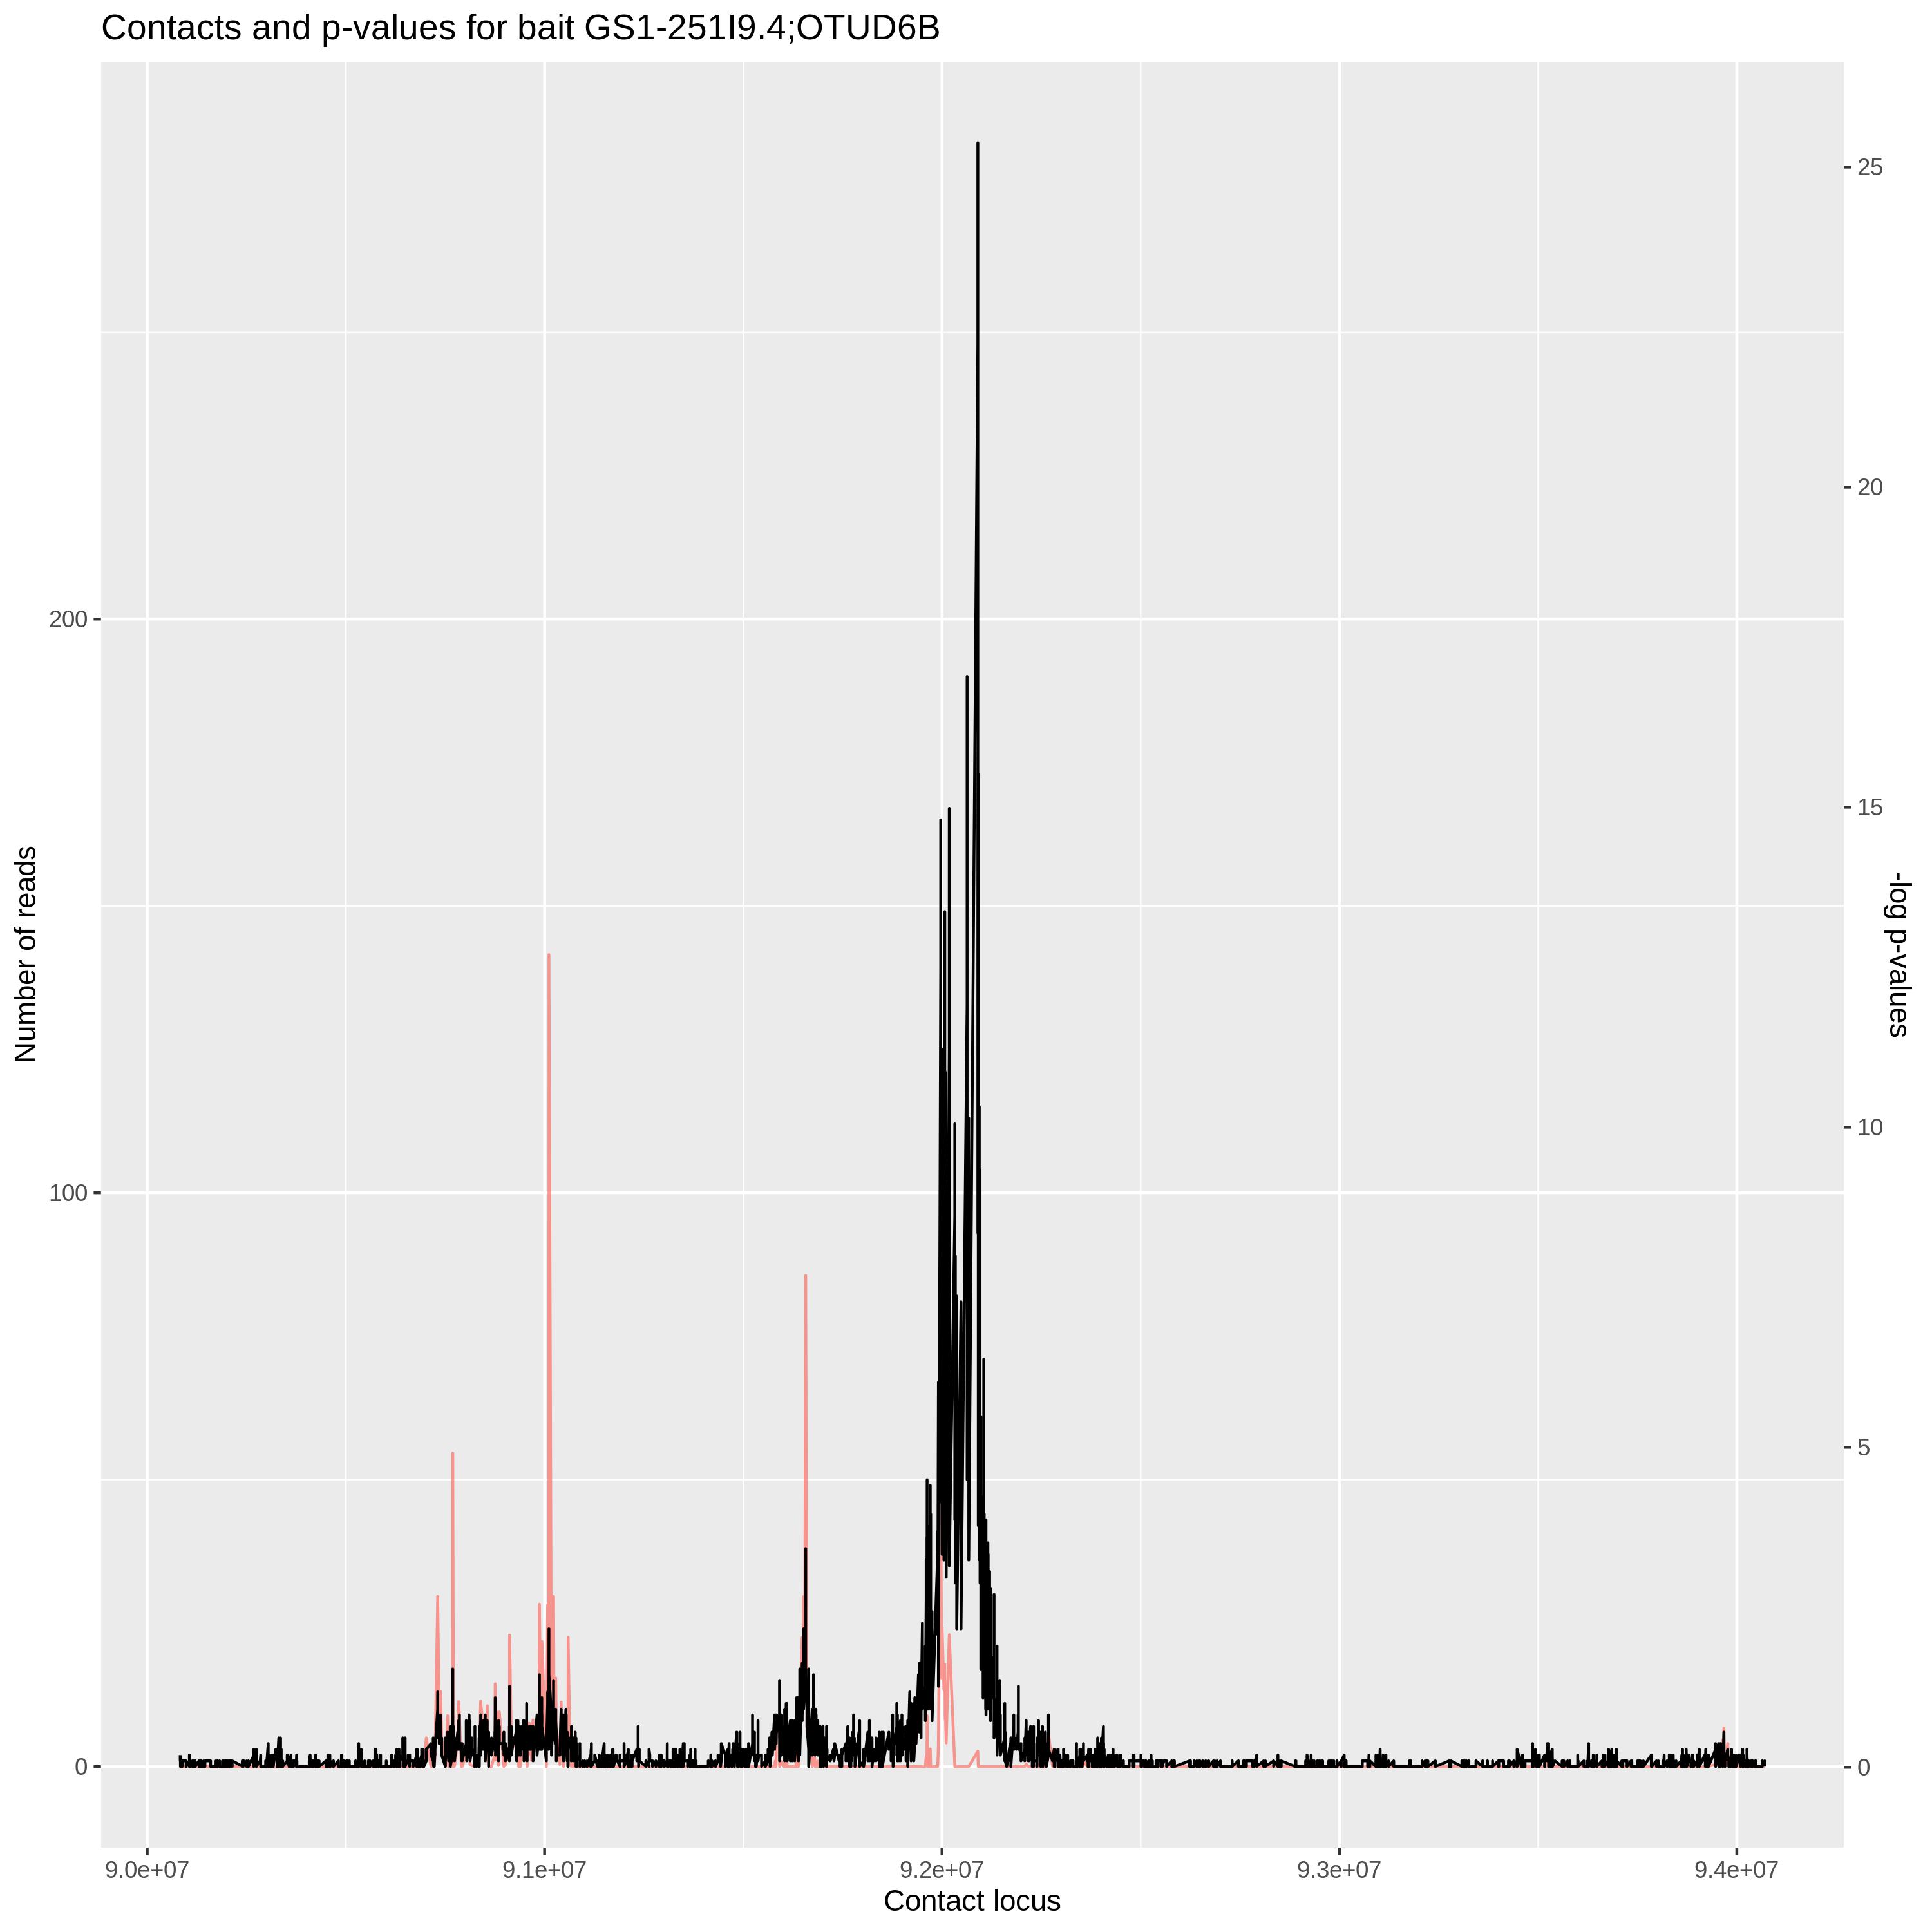 Contacts and p-values for bait GS1-251I9.4;OTUD6B
25
20
200
15
Number of reads
-log p-values
10
100
5
0
0
9.0e+07
9.1e+07
9.2e+07
9.3e+07
9.4e+07
Contact locus